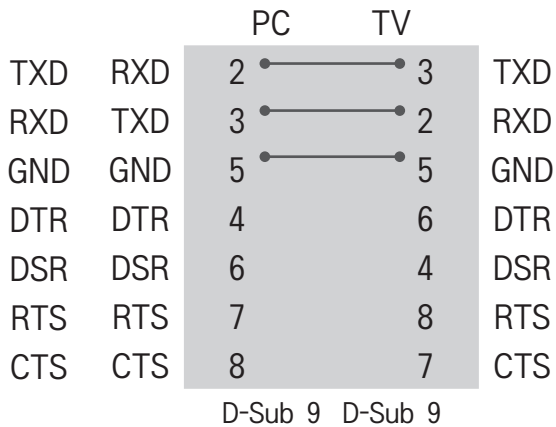 PC TV
TXD RXD 2 3 TXD
RXD TXD 3 2 RXD
GND GND 5 5 GND
DTR DTR 4 6 DTR
DSR DSR 6 4 DSR
RTS RTS 7 8 RTS
CTS CTS 8 7 CTS
D-Sub 9 D-Sub 9